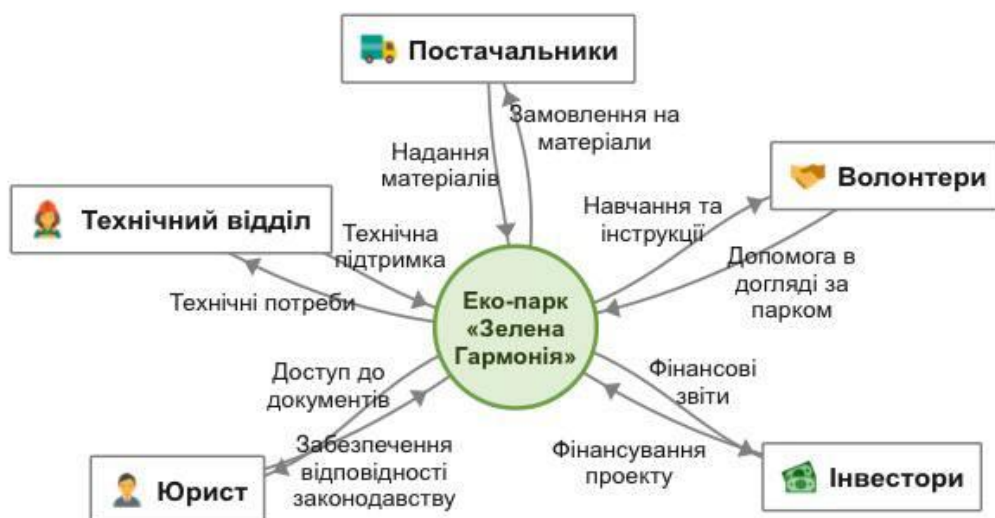 Постачальники
Замовлення на
матеріали
Надання
матеріалів
Волонтери
Навчання та
інструкції
Допомога в
догляді за
парком
Технічний відділ
Технічна
підтримка
Технічні потреби
Еко-парк
«Зелена
Гармонія»
Доступ до
документів
Забезпечення
відповідності
законодавству
Юрист
Фінансові
звіти
Фінансування
проекту
Інвестори